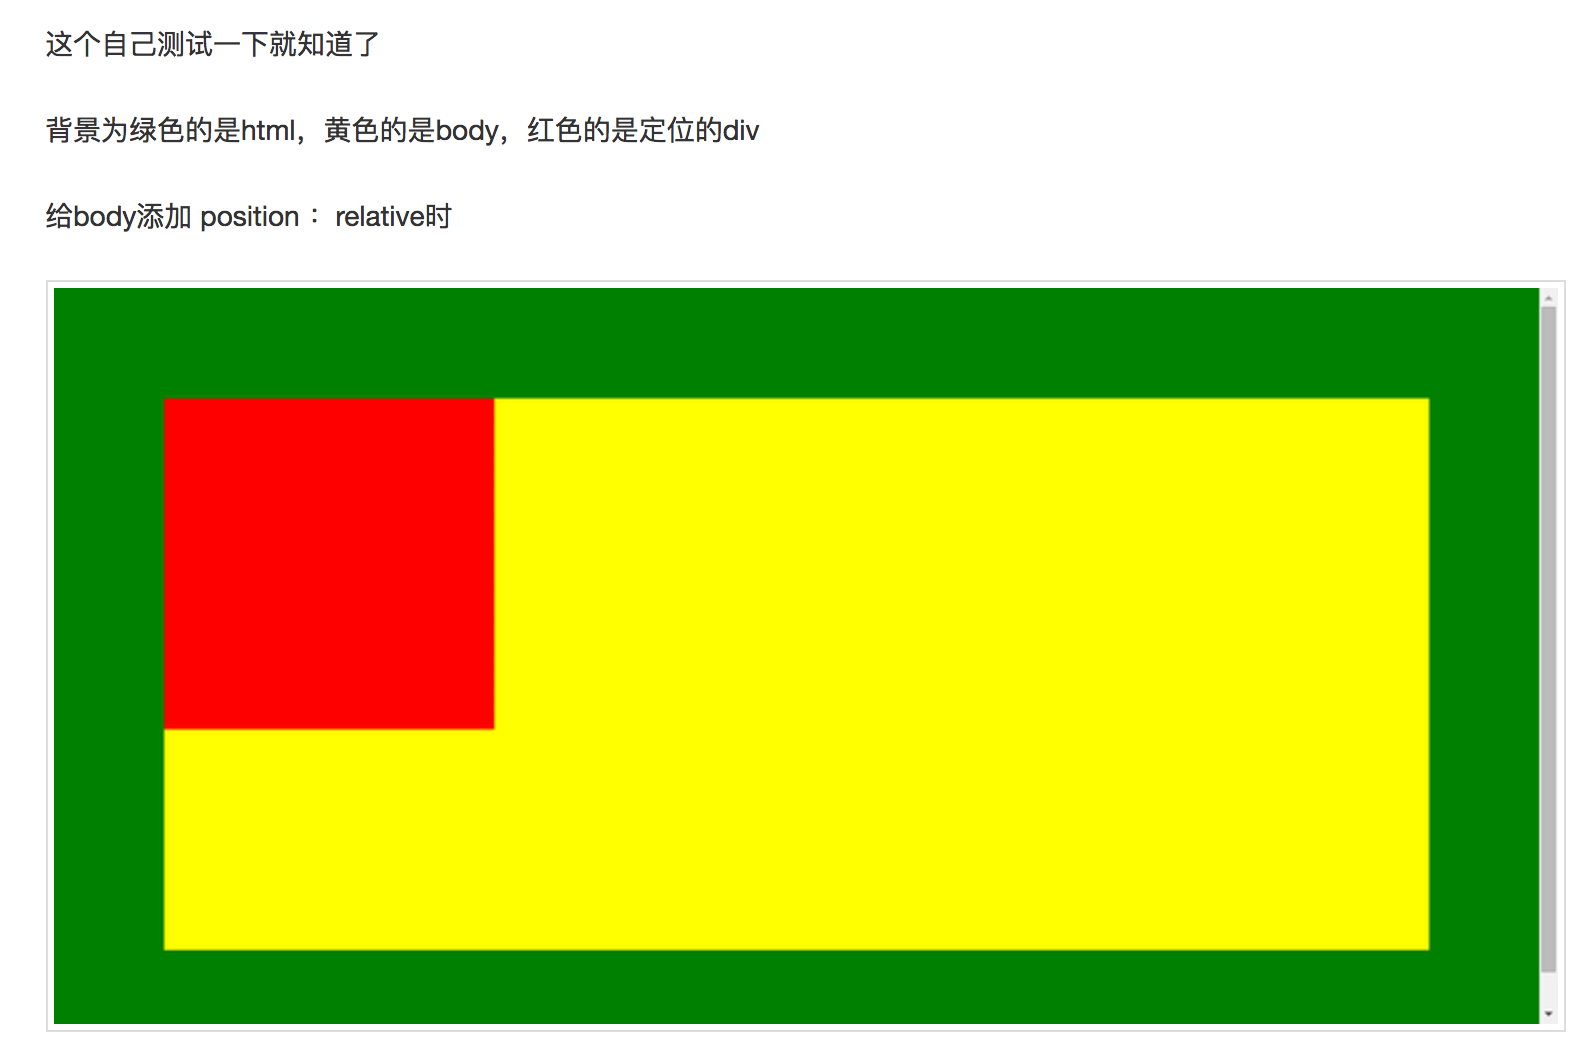 这个自己测试一下就知道了
背景为绿色的是html，黄色的是body，红色的是定位的div
给body添加 position ：relative时